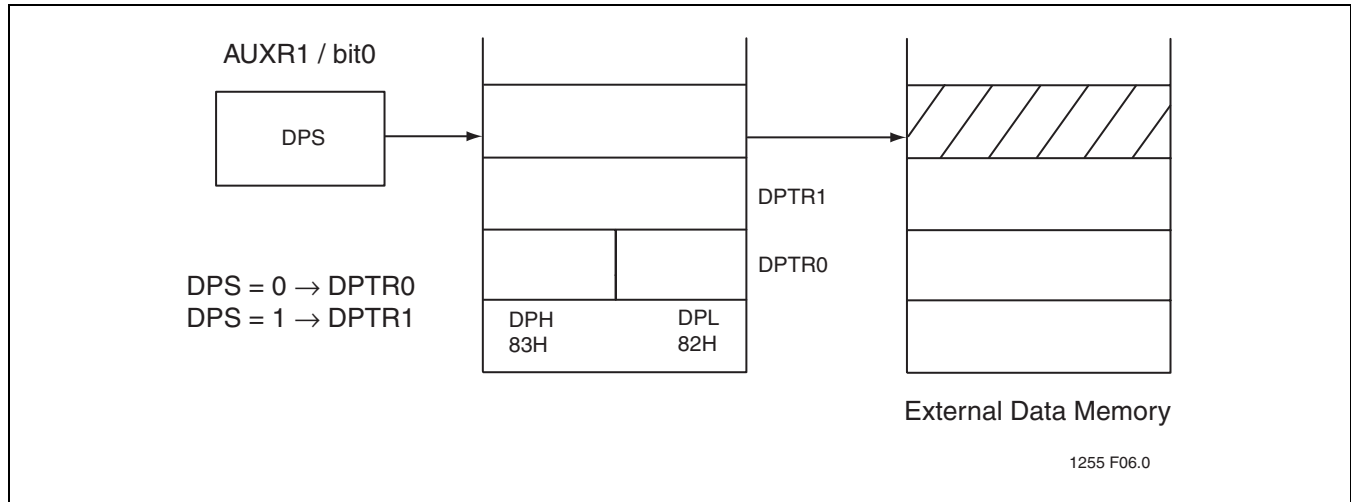 AUXR1 / bit0
DPS
DPTR1
DPTR0
DPS = 0 → DPTR0
DPS = 1 → DPTR1
DPH DPL
83H 82H
External Data Memory
1255 F06.0